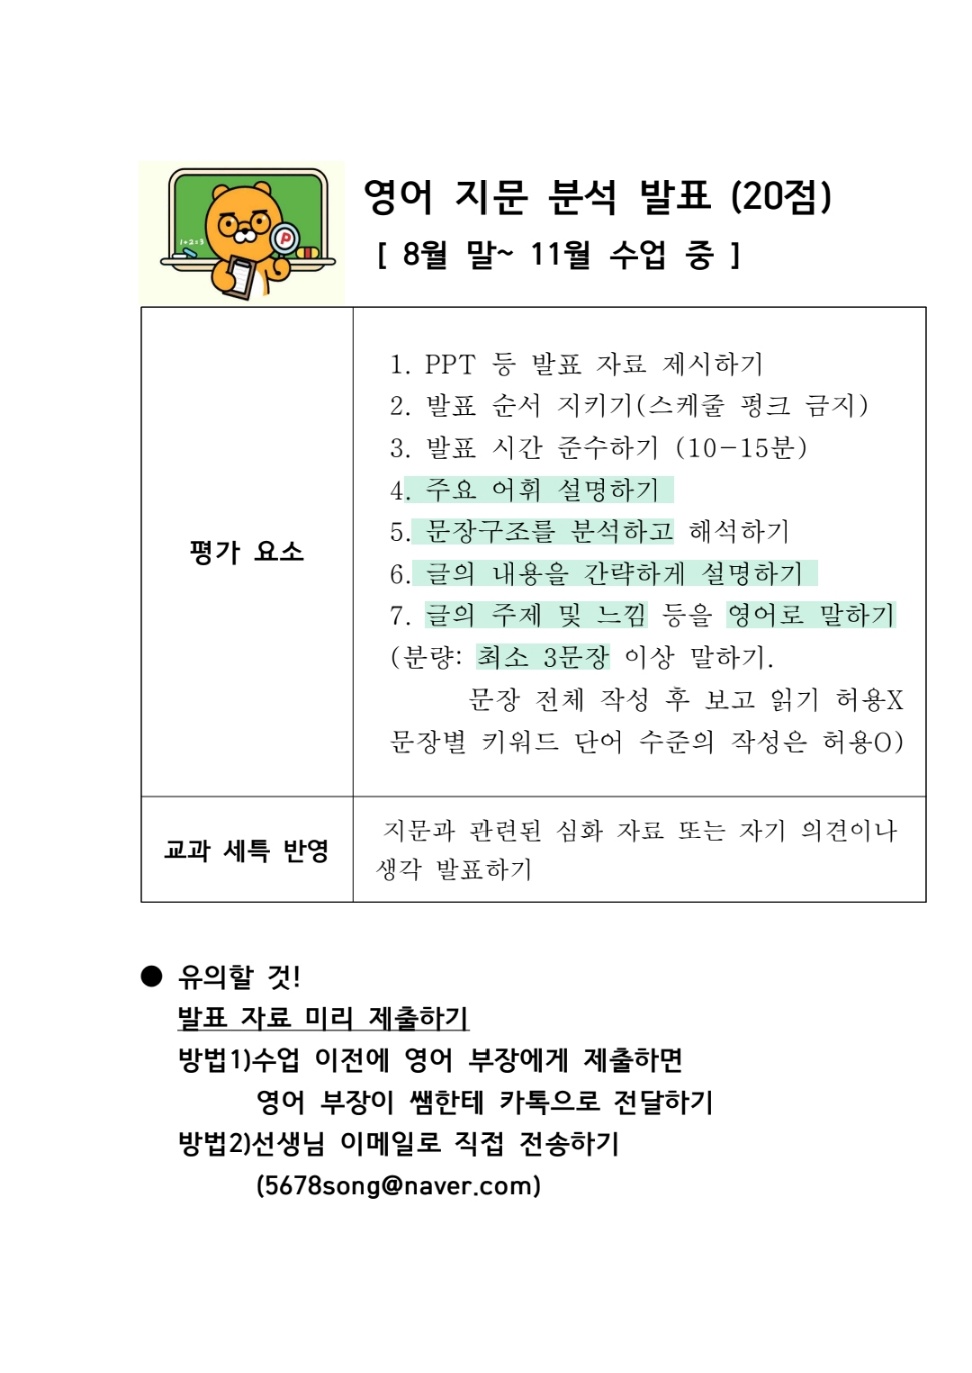 영어 지문 분석 발표 (20점)
[ 8월 말~ 11월 수업 중 ]
1+2=3
P
평가 요소
1. PPT 등 발표 자료 제시하기
2. 발표 순서 지키기(스케줄 펑크 금지)
3. 발표 시간 준수하기 (10-15분)
4. 주요 어휘 설명하기
5. 문장구조를 분석하고 해석하기
6. 글의 내용을 간략하게 설명하기
7. 글의 주제 및 느낌 등을 영어로 말하기
(분량: 최소 3문장 이상 말하기.
문장 전체 작성 후 보고 읽기 허용X
문장별 키워드 단어 수준의 작성은 허용O)
교과 세특 반영
지문과 관련된 심화 자료 또는 자기 의견이나
생각 발표하기
● 유의할 것!
발표 자료 미리 제출하기
방법1)수업 이전에 영어 부장에게 제출하면
영어 부장이 쌤한테 카톡으로 전달하기
방법2)선생님 이메일로 직접 전송하기
(5678song@naver.com)